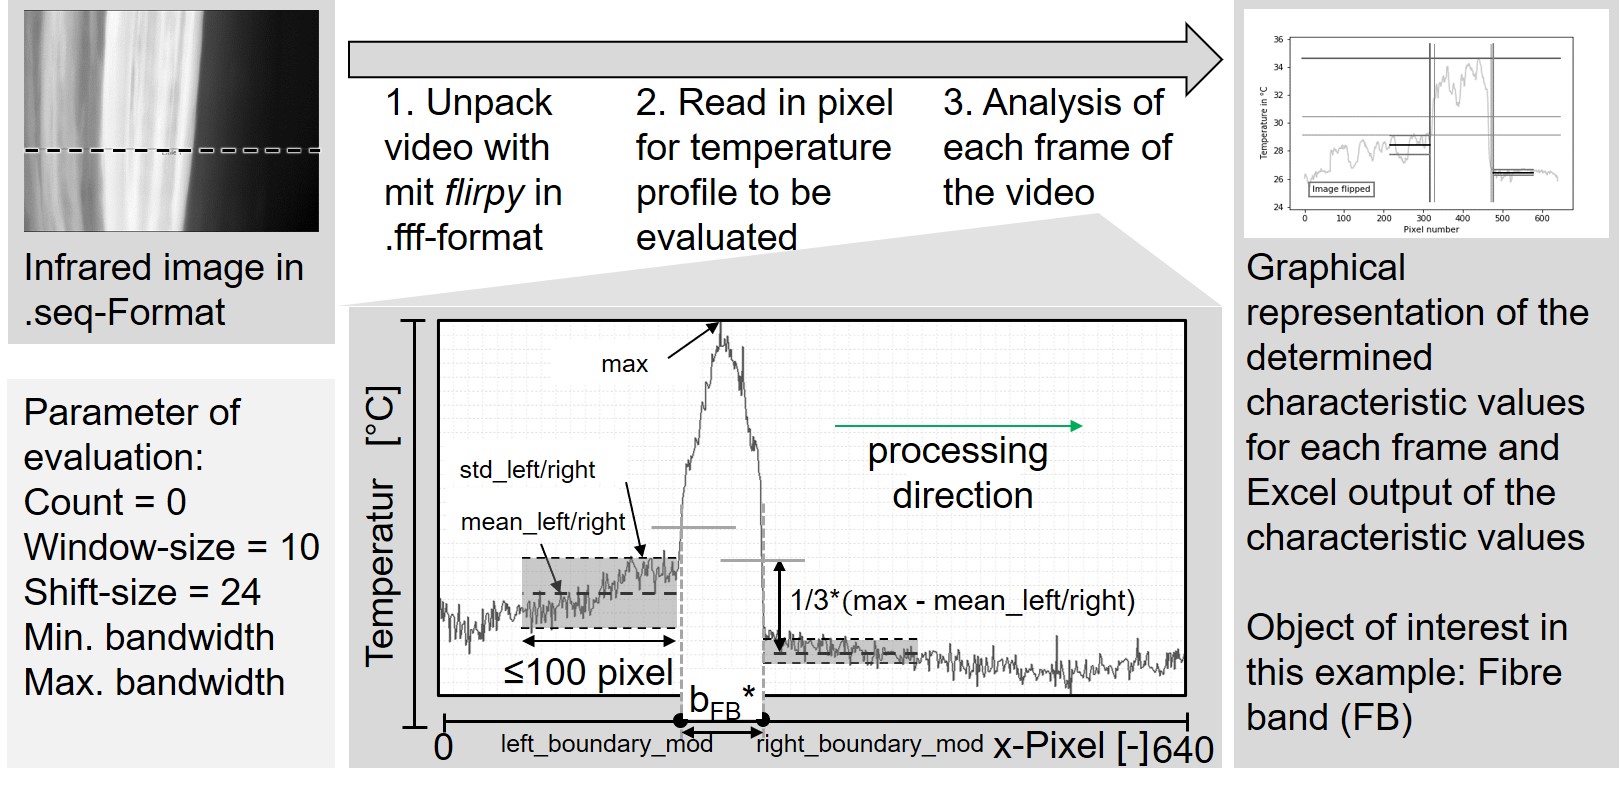 Infrared image in
.seq-Format
Parameter of
evaluation:
Count = 0
Window-size = 10
Shift-size = 24
Min. bandwidth
Max. bandwidth
1. Unpack
video with
mit flirpy in
.fff-format
2. Read in pixel
for temperature
profile to be
evaluated
3. Analysis of
each frame of
the video
Temperatur [°C]
max
std_left/right
mean_left/right
processing
direction
1/3*(max - mean_left/right)
≤100 pixel
bFB*
0
left_boundary_mod
right_boundary_mod
x-Pixel [-]
640
36
34
32
30
28
26
24
Temperature in °C
Image flipped
0 100 200 300 400 500 600
Pixel number
Graphical
representation of the
determined
characteristic values
for each frame and
Excel output of the
characteristic values
Object of interest in
this example: Fibre
band (FB)